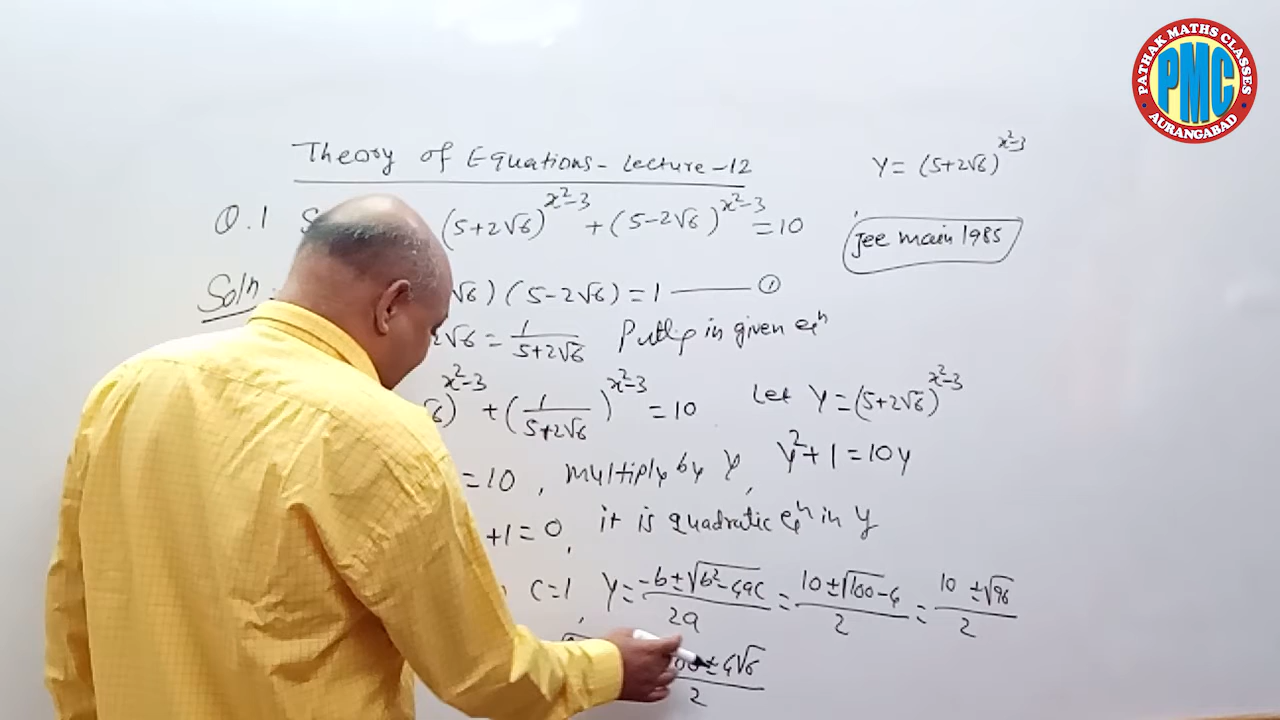 PATHAK MATHS CLASSES
PMC
AURANGABAD
Theory of Equations - Lecture - 12
Y = (5+2√6)^x²-3
Q.1 (5+2√6)^x²-3 + (5-2√6)^x²-3 = 10
Jee main 1985
Soln √6) (5-2√6) = 1 ——— ①
2√6 = 1/(5+2√6) Putting in given eqn
6)^x²-3 + (1/(5+2√6))^x²-3 = 10 Let Y = (5+2√6)^x²-3
= 10 , multiply by y, y²+1 = 10y
+1 = 0, it is quadratic eqn in y
c=1, Y = (-b±√(b²-4ac))/2a = (10±√100-4)/2 = (10±√96)/2
±4√6/2